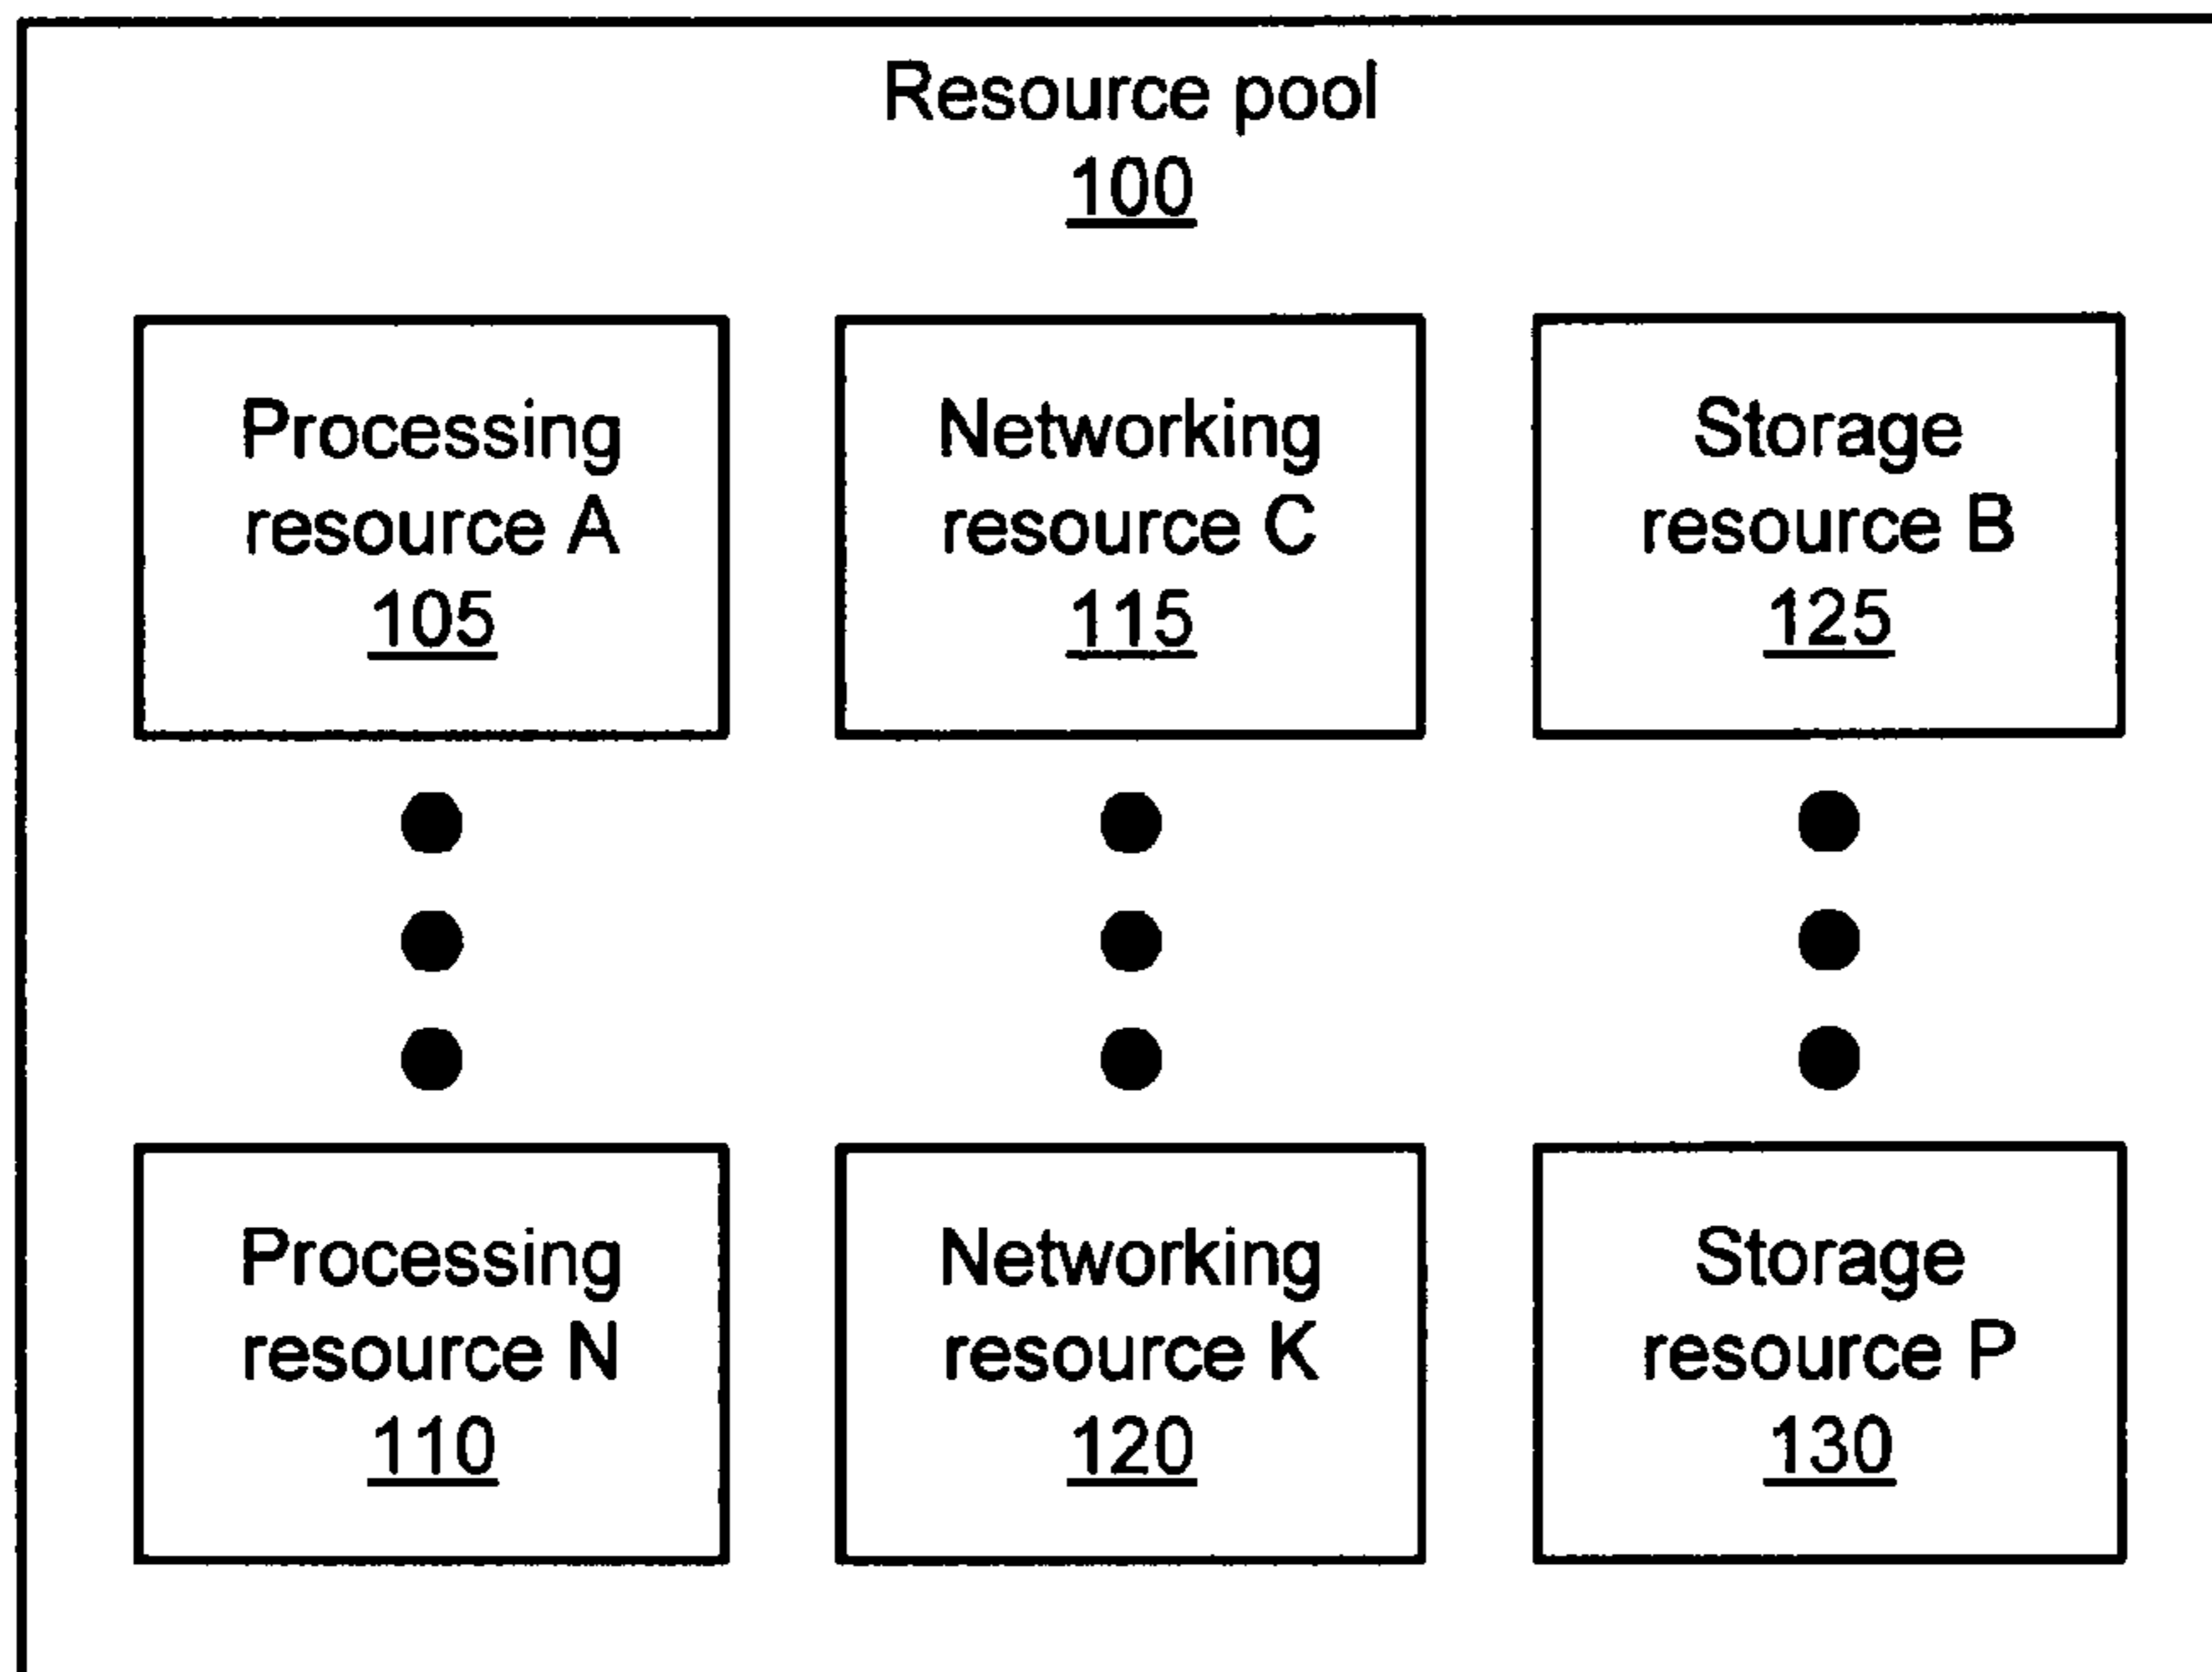 Resource pool
100
Processing
resource A
105
Networking
resource C
115
Storage
resource B
125
Processing
resource N
110
Networking
resource K
120
Storage
resource P
130